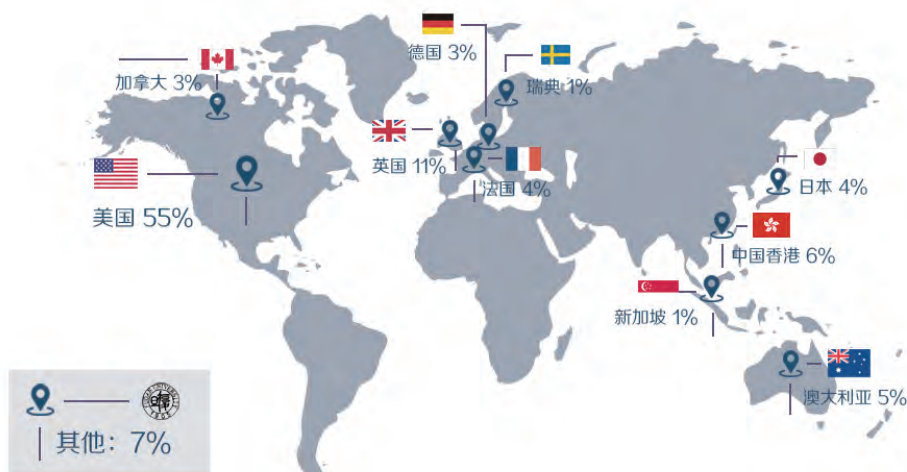 德国 3%
加拿大 3%
瑞典 1%
英国 11%
法国 4%
日本 4%
美国 55%
中国香港 6%
新加坡 1%
澳大利亚 5%
其他：7%